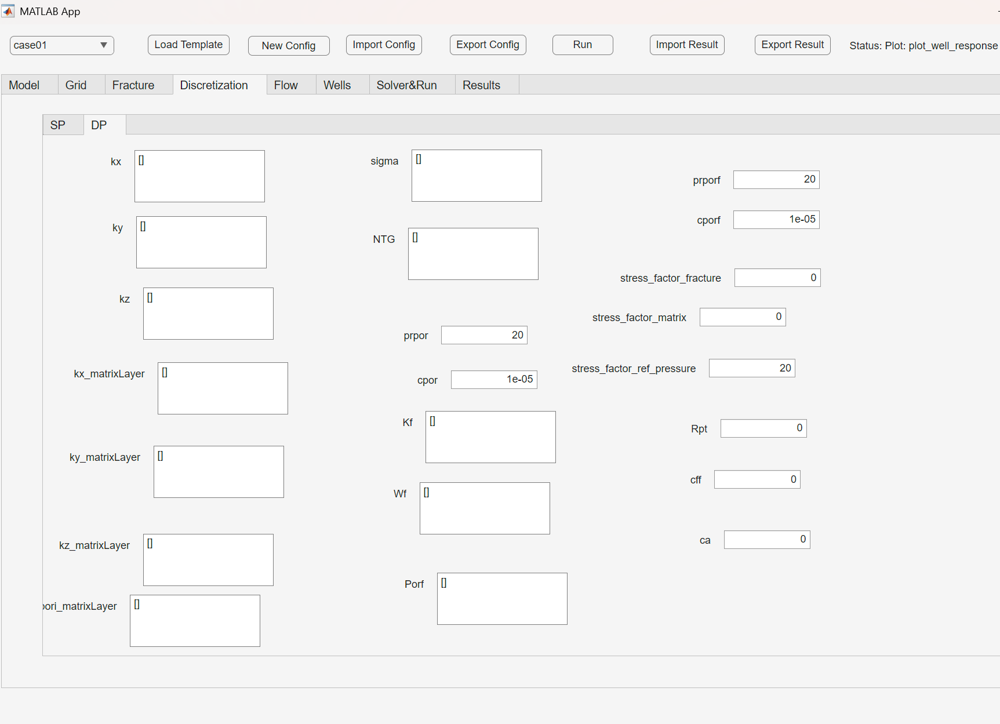 MATLAB App
case01
Load Template
New Config
Import Config
Export Config
Run
Import Result
Export Result
Status: Plot: plot_well_response
Model
Grid
Fracture
Discretization
Flow
Wells
Solver&Run
Results
SP
DP
kx
[]
ky
[]
kz
[]
kx_matrixLayer
[]
ky_matrixLayer
[]
kz_matrixLayer
[]
ori_matrixLayer
[]
sigma
[]
NTG
[]
prpor
20
cpor
1e-05
Kf
[]
Wf
[]
Porf
[]
prporf
20
cporf
1e-05
stress_factor_fracture
0
stress_factor_matrix
0
stress_factor_ref_pressure
20
Rpt
0
cff
0
ca
0